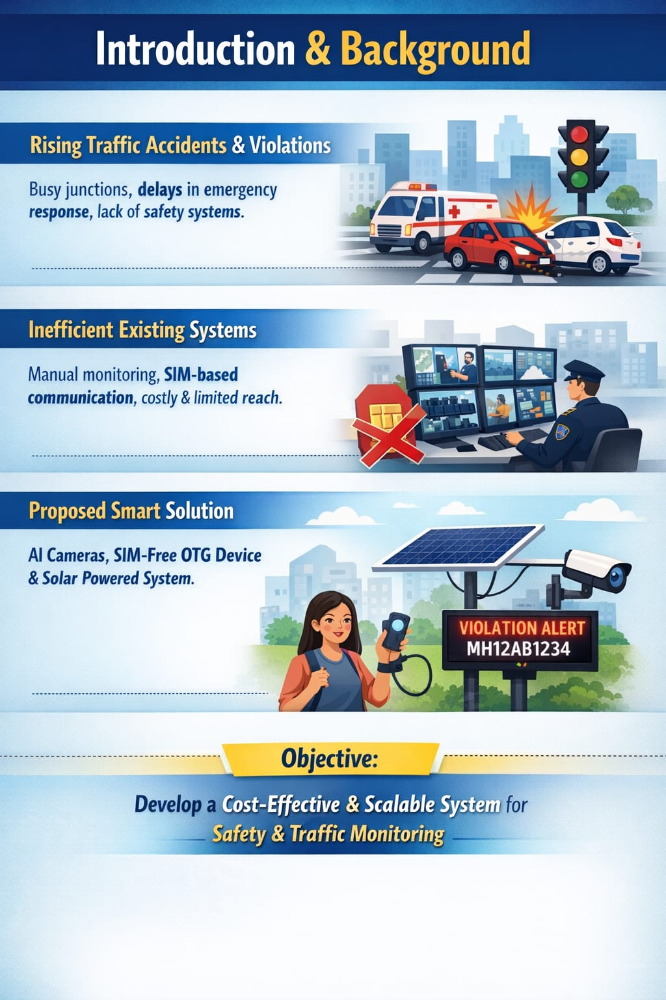 Introduction & Background
Rising Traffic Accidents & Violations
Busy junctions, delays in emergency
response, lack of safety systems.
Inefficient Existing Systems
Manual monitoring, SIM-based
communication, costly & limited reach.
Proposed Smart Solution
AI Cameras, SIM-Free OTG Device
& Solar Powered System.
VIOLATION ALERT
MH12AB1234
Objective:
Develop a Cost-Effective & Scalable System for
Safety & Traffic Monitoring